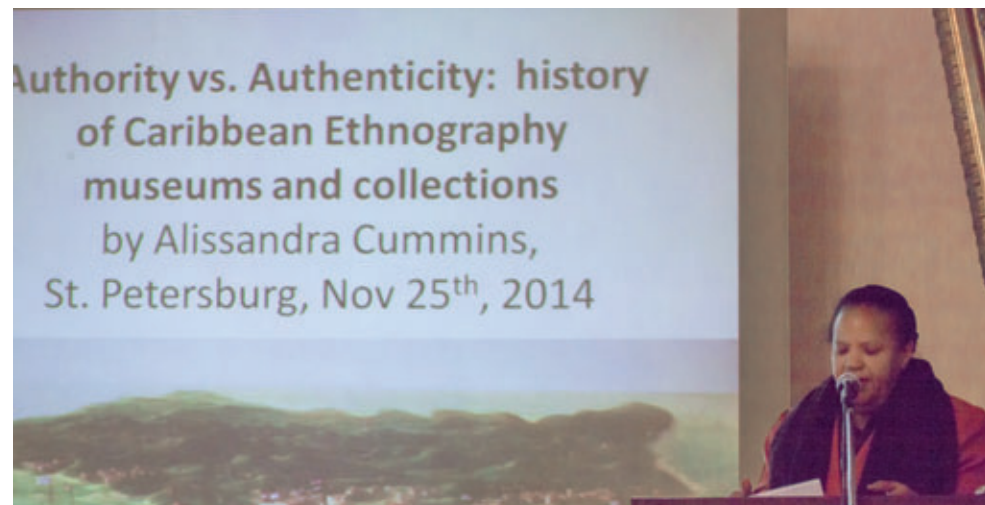 Authority vs. Authenticity: history
of Caribbean Ethnography
museums and collections
by Alissandra Cummins,
St. Petersburg, Nov 25th, 2014